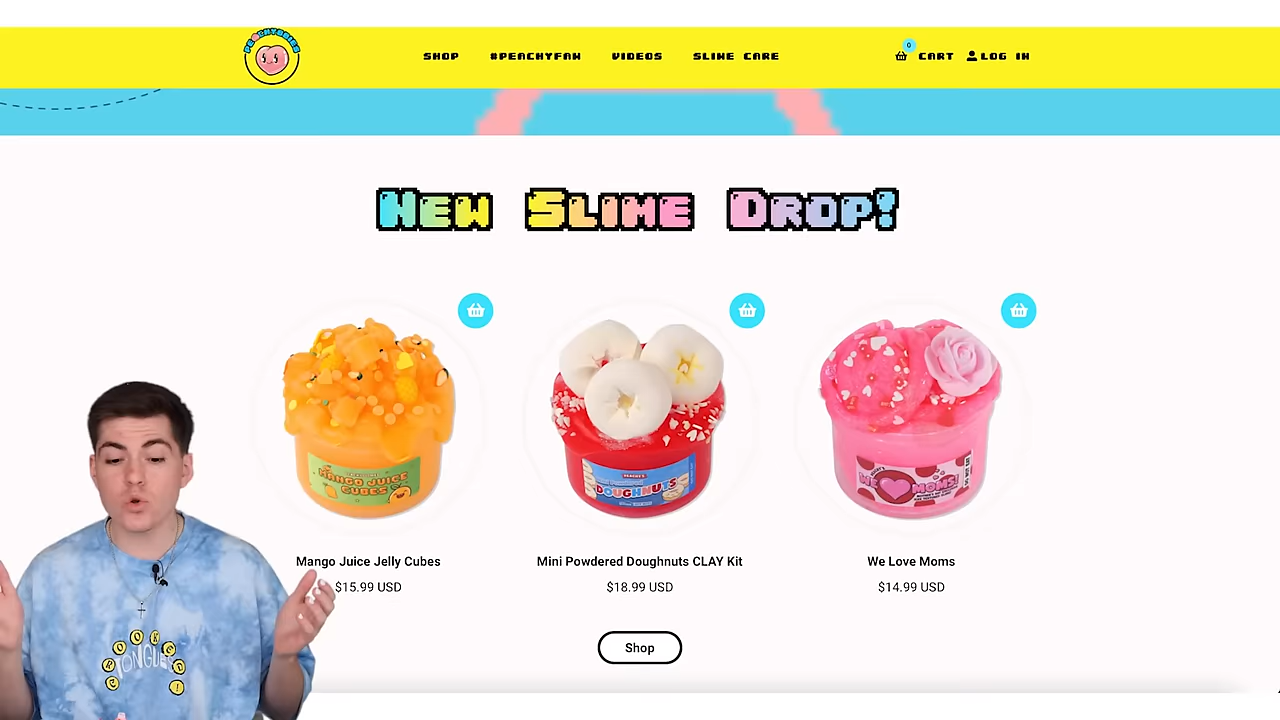 PEACHYBBIES
SHOP
#PEACHYFAM
VIDEOS
SLIME CARE
0
CART
LOG IN
New Slime Drop!
MANGO JUICE
CUBES
DOUGHNUTS
WE MOMS!
Mango Juice Jelly Cubes
Mini Powdered Doughnuts CLAY Kit
We Love Moms
$15.99 USD
$18.99 USD
$14.99 USD
Shop